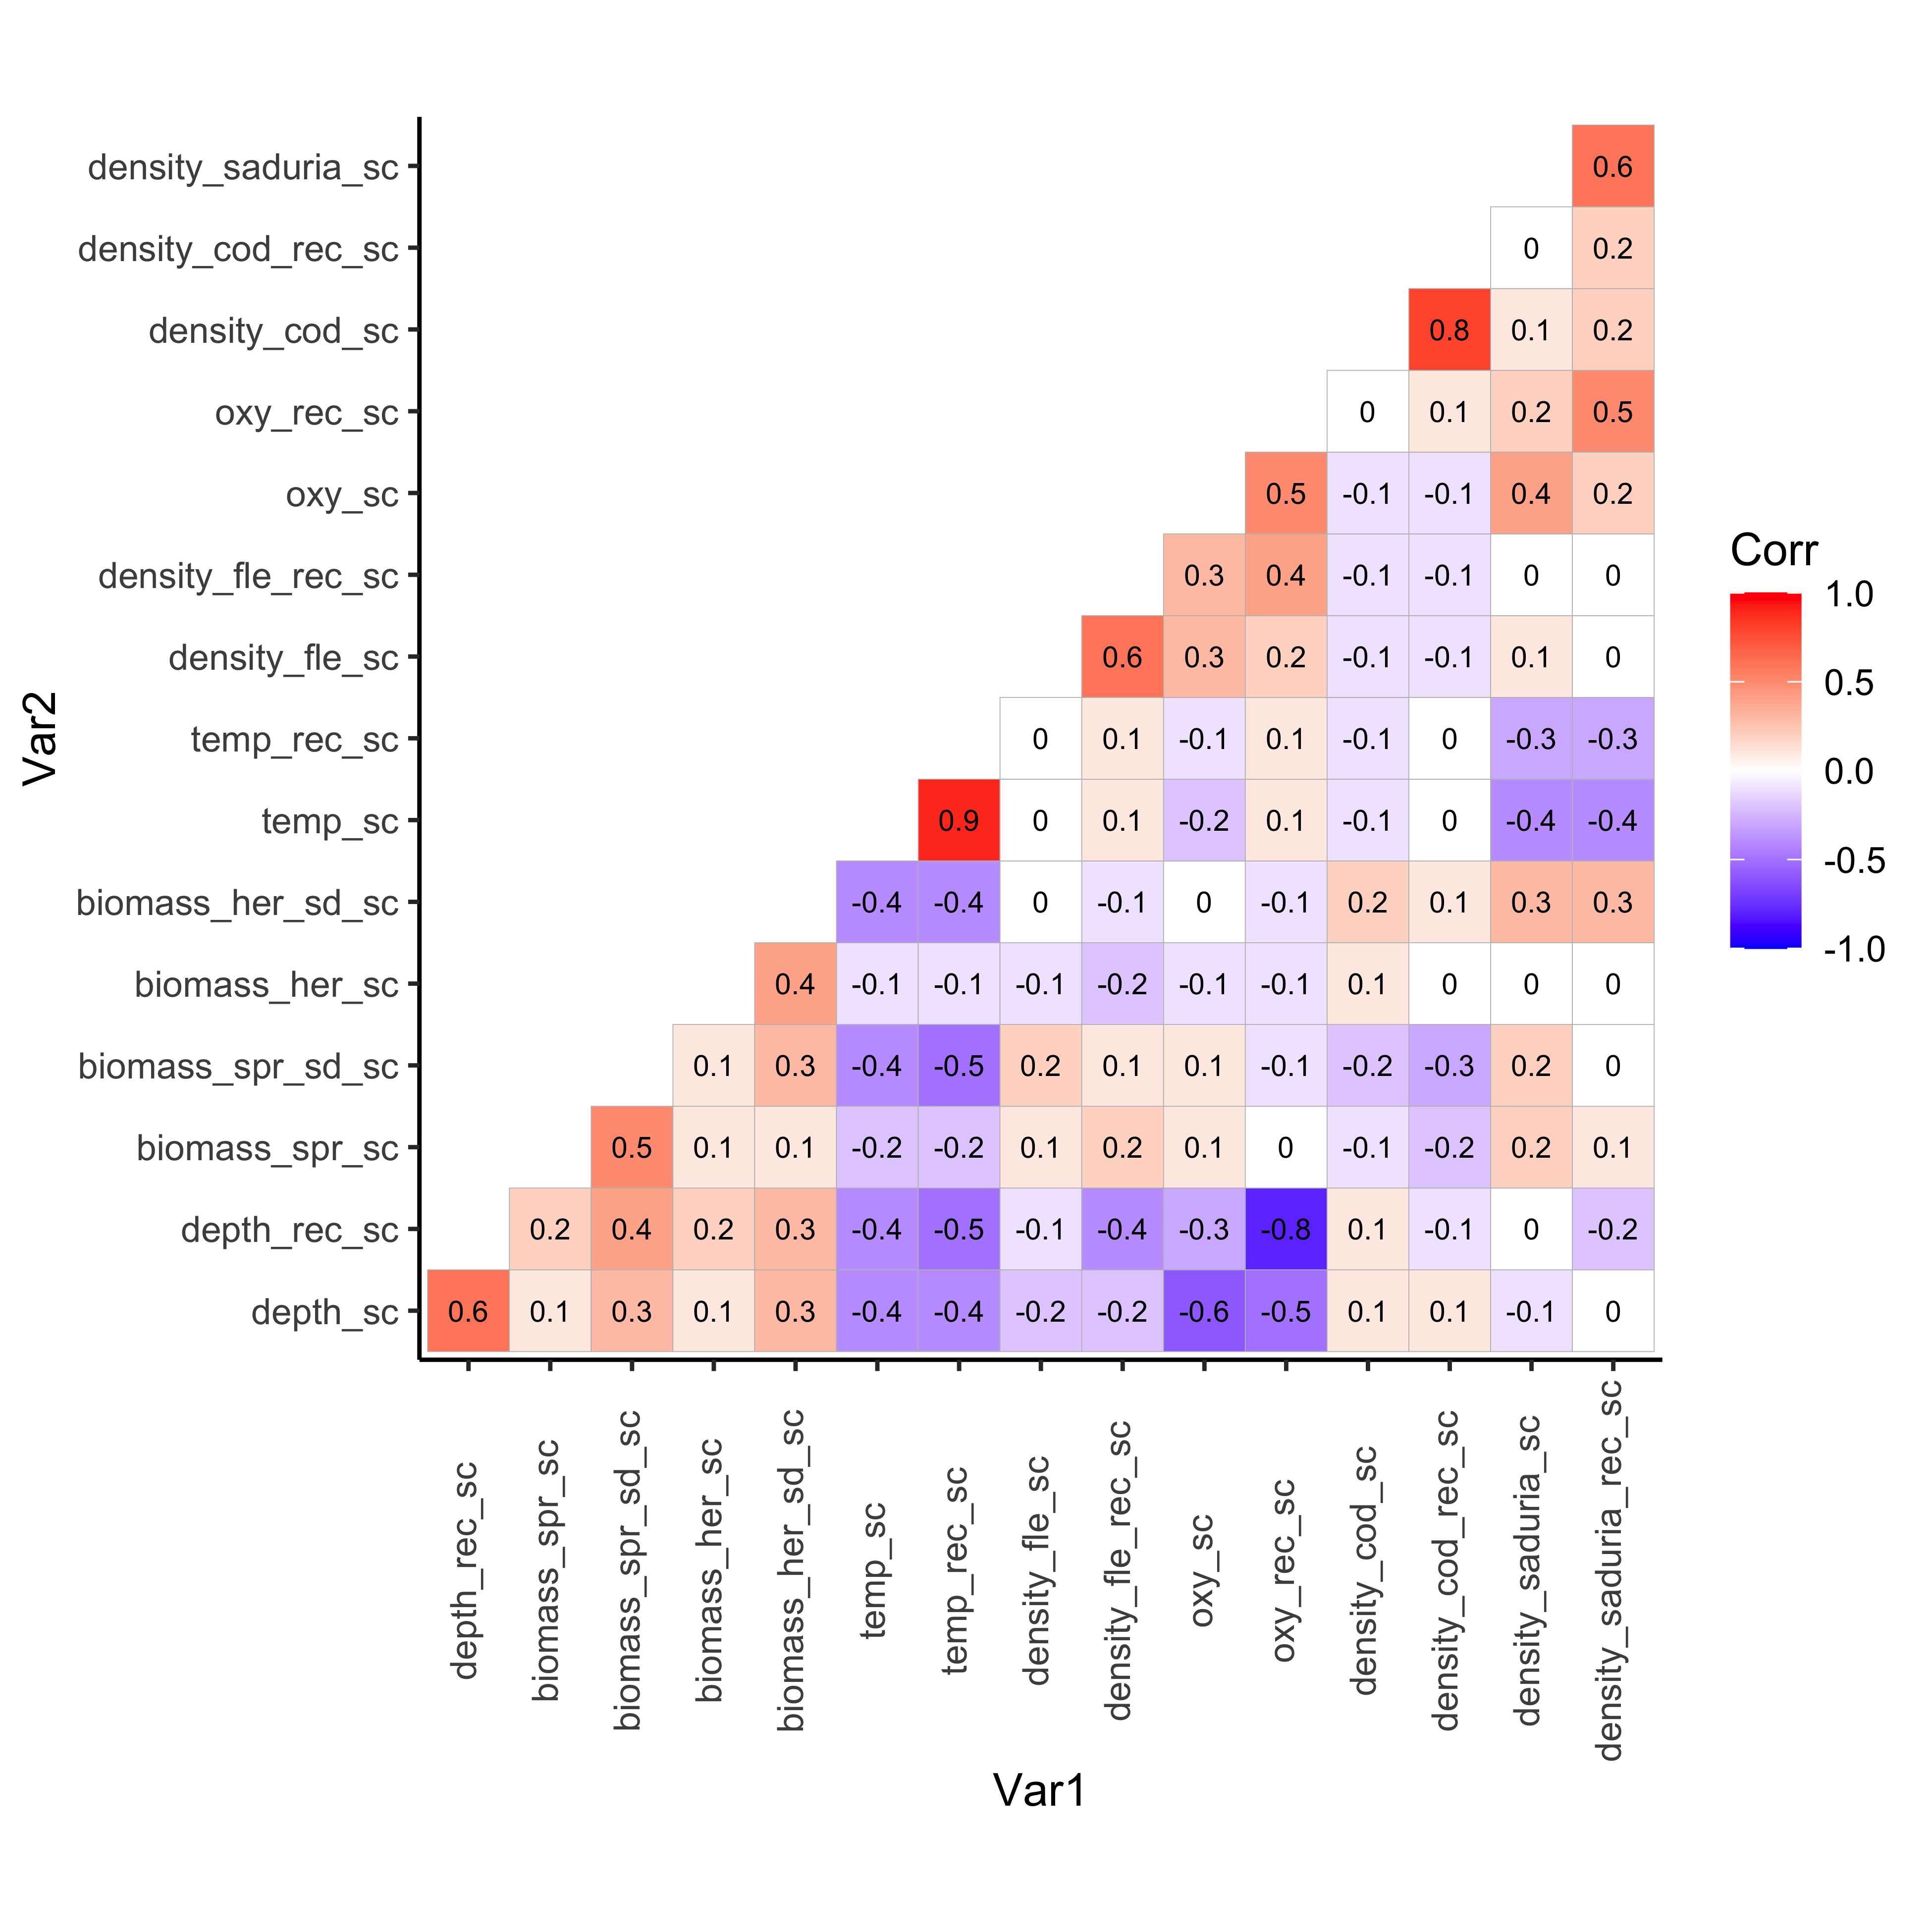 density_saduria_sc 0.6
density_cod_rec_sc 0 0.2
density_cod_sc 0.8 0.1 0.2
oxy_rec_sc 0 0.1 0.2 0.5
oxy_sc 0.5 -0.1 -0.1 0.4 0.2
density_fle_rec_sc 0.3 0.4 -0.1 -0.1 0 0
density_fle_sc 0.6 0.3 0.2 -0.1 -0.1 0.1 0
temp_rec_sc 0 0.1 -0.1 0.1 -0.1 0 -0.3 -0.3
temp_sc 0.9 0 0.1 -0.2 0.1 -0.1 0 -0.4 -0.4
biomass_her_sd_sc -0.4 -0.4 0 -0.1 0 -0.1 0.2 0.1 0.3 0.3
biomass_her_sc 0.4 -0.1 -0.1 -0.1 -0.2 -0.1 -0.1 0.1 0 0 0
biomass_spr_sd_sc 0.1 0.3 -0.4 -0.5 0.2 0.1 0.1 -0.1 -0.2 -0.3 0.2 0
biomass_spr_sc 0.5 0.1 0.1 -0.2 -0.2 0.1 0.2 0.1 0 -0.1 -0.2 0.2 0.1
depth_rec_sc 0.2 0.4 0.2 0.3 -0.4 -0.5 -0.1 -0.4 -0.3 -0.8 0.1 -0.1 0 -0.2
depth_sc 0.6 0.1 0.3 0.1 0.3 -0.4 -0.4 -0.2 -0.2 -0.6 -0.5 0.1 0.1 -0.1 0
Var2
depth_rec_sc
biomass_spr_sc
biomass_spr_sd_sc
biomass_her_sc
biomass_her_sd_sc
temp_sc
temp_rec_sc
density_fle_sc
density_fle_rec_sc
oxy_sc
oxy_rec_sc
density_cod_sc
density_cod_rec_sc
density_saduria_sc
density_saduria_rec_sc
Var1
Corr
1.0
0.5
0.0
-0.5
-1.0